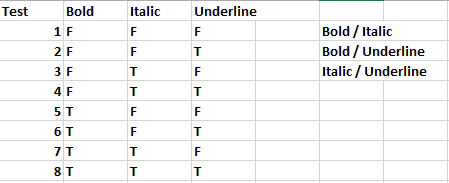 Test Bold Italic Underline
1 F F F Bold / Italic
2 F F T Bold / Underline
3 F T F Italic / Underline
4 F T T
5 T F F
6 T F T
7 T T F
8 T T T